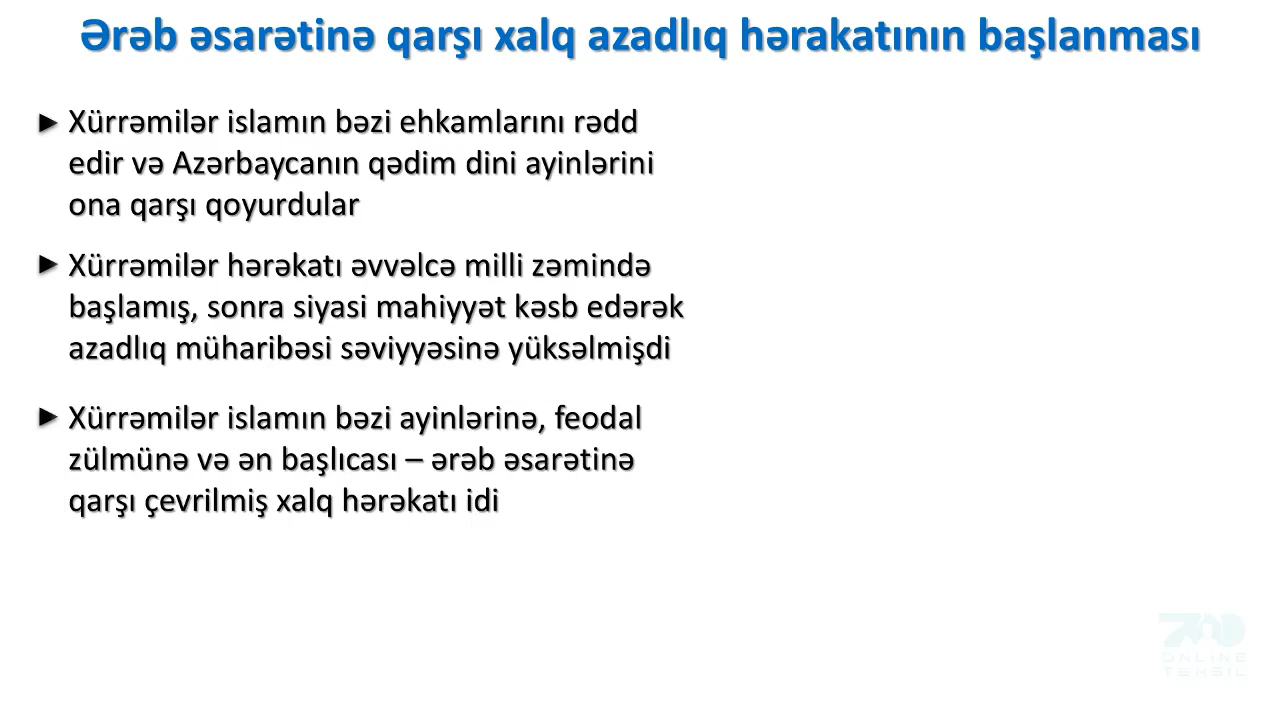 Ərəb əsarətinə qarşı xalq azadlıq hərakatının başlanması
► Xürrəmilər islamın bəzi ehkamlarını rədd
edir və Azərbaycanın qədim dini ayinlərini
ona qarşı qoyurdular
► Xürrəmilər hərəkatı əvvəlcə milli zəmində
başlamış, sonra siyasi mahiyyət kəsb edərək
azadlıq müharibəsi səviyyəsinə yüksəlmişdi
► Xürrəmilər islamın bəzi ayinlərinə, feodal
zülmünə və ən başlıcası – ərəb əsarətinə
qarşı çevrilmiş xalq hərəkatı idi
ONLINE